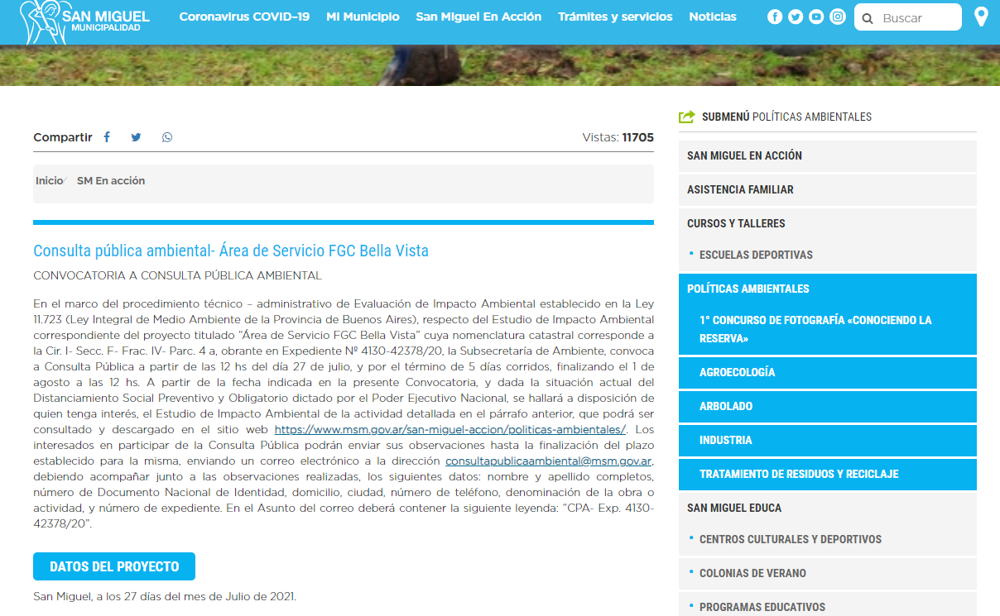 SAN MIGUEL
MUNICIPALIDAD
Coronavirus COVID-19 MI Municipio San Miguel En Acción Trámites y servicios Noticias
Buscar
Compartir
Vistas: 11705
Inicio/ SM En acción
Consulta pública ambiental- Área de Servicio FGC Bella Vista
CONVOCATORIA A CONSULTA PÚBLICA AMBIENTAL
En el marco del procedimiento técnico – administrativo de Evaluación de Impacto Ambiental establecido en la Ley
11.723 (Ley Integral de Medio Ambiente de la Provincia de Buenos Aires), respecto del Estudio de Impacto Ambiental
correspondiente del proyecto titulado “Área de Servicio FGC Bella Vista” cuya nomenclatura catastral corresponde a
la Cir. I- Secc. F- Frac. IV- Parc. 4 a, obrante en Expediente Nº 4130-42378/20, la Subsecretaría de Ambiente, convoca
a Consulta Pública a partir de las 12 hs del día 27 de julio, y por el término de 5 días corridos, finalizando el 1 de
agosto a las 12 hs. A partir de la fecha indicada en la presente Convocatoria, y dada la situación actual del
Distanciamiento Social Preventivo y Obligatorio dictado por el Poder Ejecutivo Nacional, se hallará a disposición de
quien tenga interés, el Estudio de Impacto Ambiental de la actividad detallada en el párrafo anterior, que podrá ser
consultado y descargado en el sitio web https://www.msm.gov.ar/san-miguel-accion/politicas-ambientales/. Los
interesados en participar de la Consulta Pública podrán enviar sus observaciones hasta la finalización del plazo
establecido para la misma, enviando un correo electrónico a la dirección consultapublicaambiental@msm.gov.ar,
debiendo acompañar junto a las observaciones realizadas, los siguientes datos: nombre y apellido completos,
número de Documento Nacional de Identidad, domicilio, ciudad, número de teléfono, denominación de la obra o
actividad, y número de expediente. En el Asunto del correo deberá contener la siguiente leyenda: “CPA- Exp. 4130-
42378/20”.
DATOS DEL PROYECTO
San Miguel, a los 27 días del mes de Julio de 2021.
SUBMENÚ POLÍTICAS AMBIENTALES
SAN MIGUEL EN ACCIÓN
ASISTENCIA FAMILIAR
CURSOS Y TALLERES
ESCUELAS DEPORTIVAS
POLÍTICAS AMBIENTALES
1° CONCURSO DE FOTOGRAFÍA «CONOCIENDO LA
RESERVA»
AGROECOLOGÍA
ARBOLADO
INDUSTRIA
TRATAMIENTO DE RESIDUOS Y RECICLAJE
SAN MIGUEL EDUCA
CENTROS CULTURALES Y DEPORTIVOS
COLONIAS DE VERANO
PROGRAMAS EDUCATIVOS